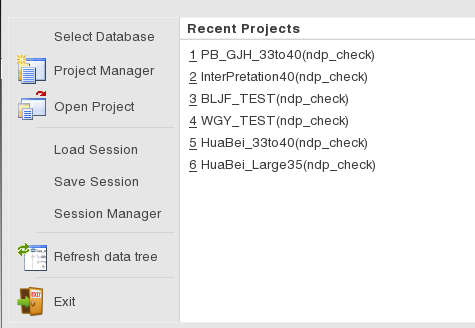 Select Database
Project Manager
Open Project
Load Session
Save Session
Session Manager
Refresh data tree
EXIT
Exit
Recent Projects
1 PB_GJH_33to40(ndp_check)
2 InterPretation40(ndp_check)
3 BLJF_TEST(ndp_check)
4 WGY_TEST(ndp_check)
5 HuaBei_33to40(ndp_check)
6 HuaBei_Large35(ndp_check)